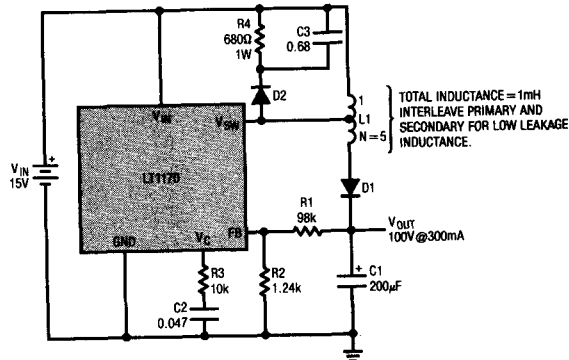 R4
680Ω
1W
C3
0.68
D2
VIN
VSW
1
L1
N=5
TOTAL INDUCTANCE=1mH
INTERLEAVE PRIMARY AND
SECONDARY FOR LOW LEAKAGE
INDUCTANCE.
VIN
15V
+
LT1170
D1
R1
98k
VOUT
100V@300mA
GND
VC
FB
R3
10k
R2
1.24k
+
C1
200µF
C2
0.047